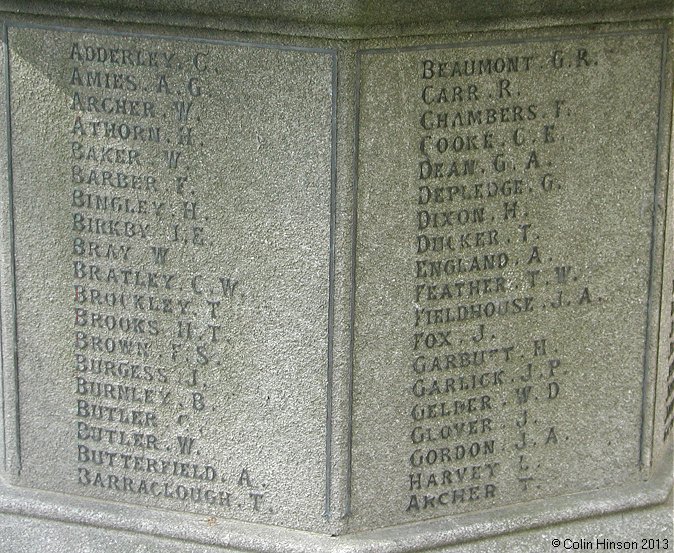 ADDERLEY. G.
AMIES. A. G.
ARCHER. W.
ATHORN. H.
BAKER. W.
BARBER. F.
BINGLEY. H.
BIRKBY. I. E.
BRAY. W.
BRATLEY. C. W.
BROCKLEY. T.
BROOKS. H. T.
BROWN. F. S.
BURGESS. J.
BURNLEY. B.
BUTLER. C.
BUTLER. W.
BUTTERFIELD. A.
BARRACLOUGH. T.
BEAUMONT. G. R.
CARR. R.
CHAMBERS. F.
COOKE. C. E.
DEAN. G. A.
DEPLEDGE. G.
DIXON. H.
DUCKER. T.
ENGLAND. A.
FEATHER. T. W.
FIELDHOUSE. J. A.
FOX. J.
GARBUTT. H.
GARLICK. J. P.
GELDER. W. D
GLOVER. J.
GORDON. J. A.
HARVEY. L.
ARCHER. T.
©Colin Hinson 2013